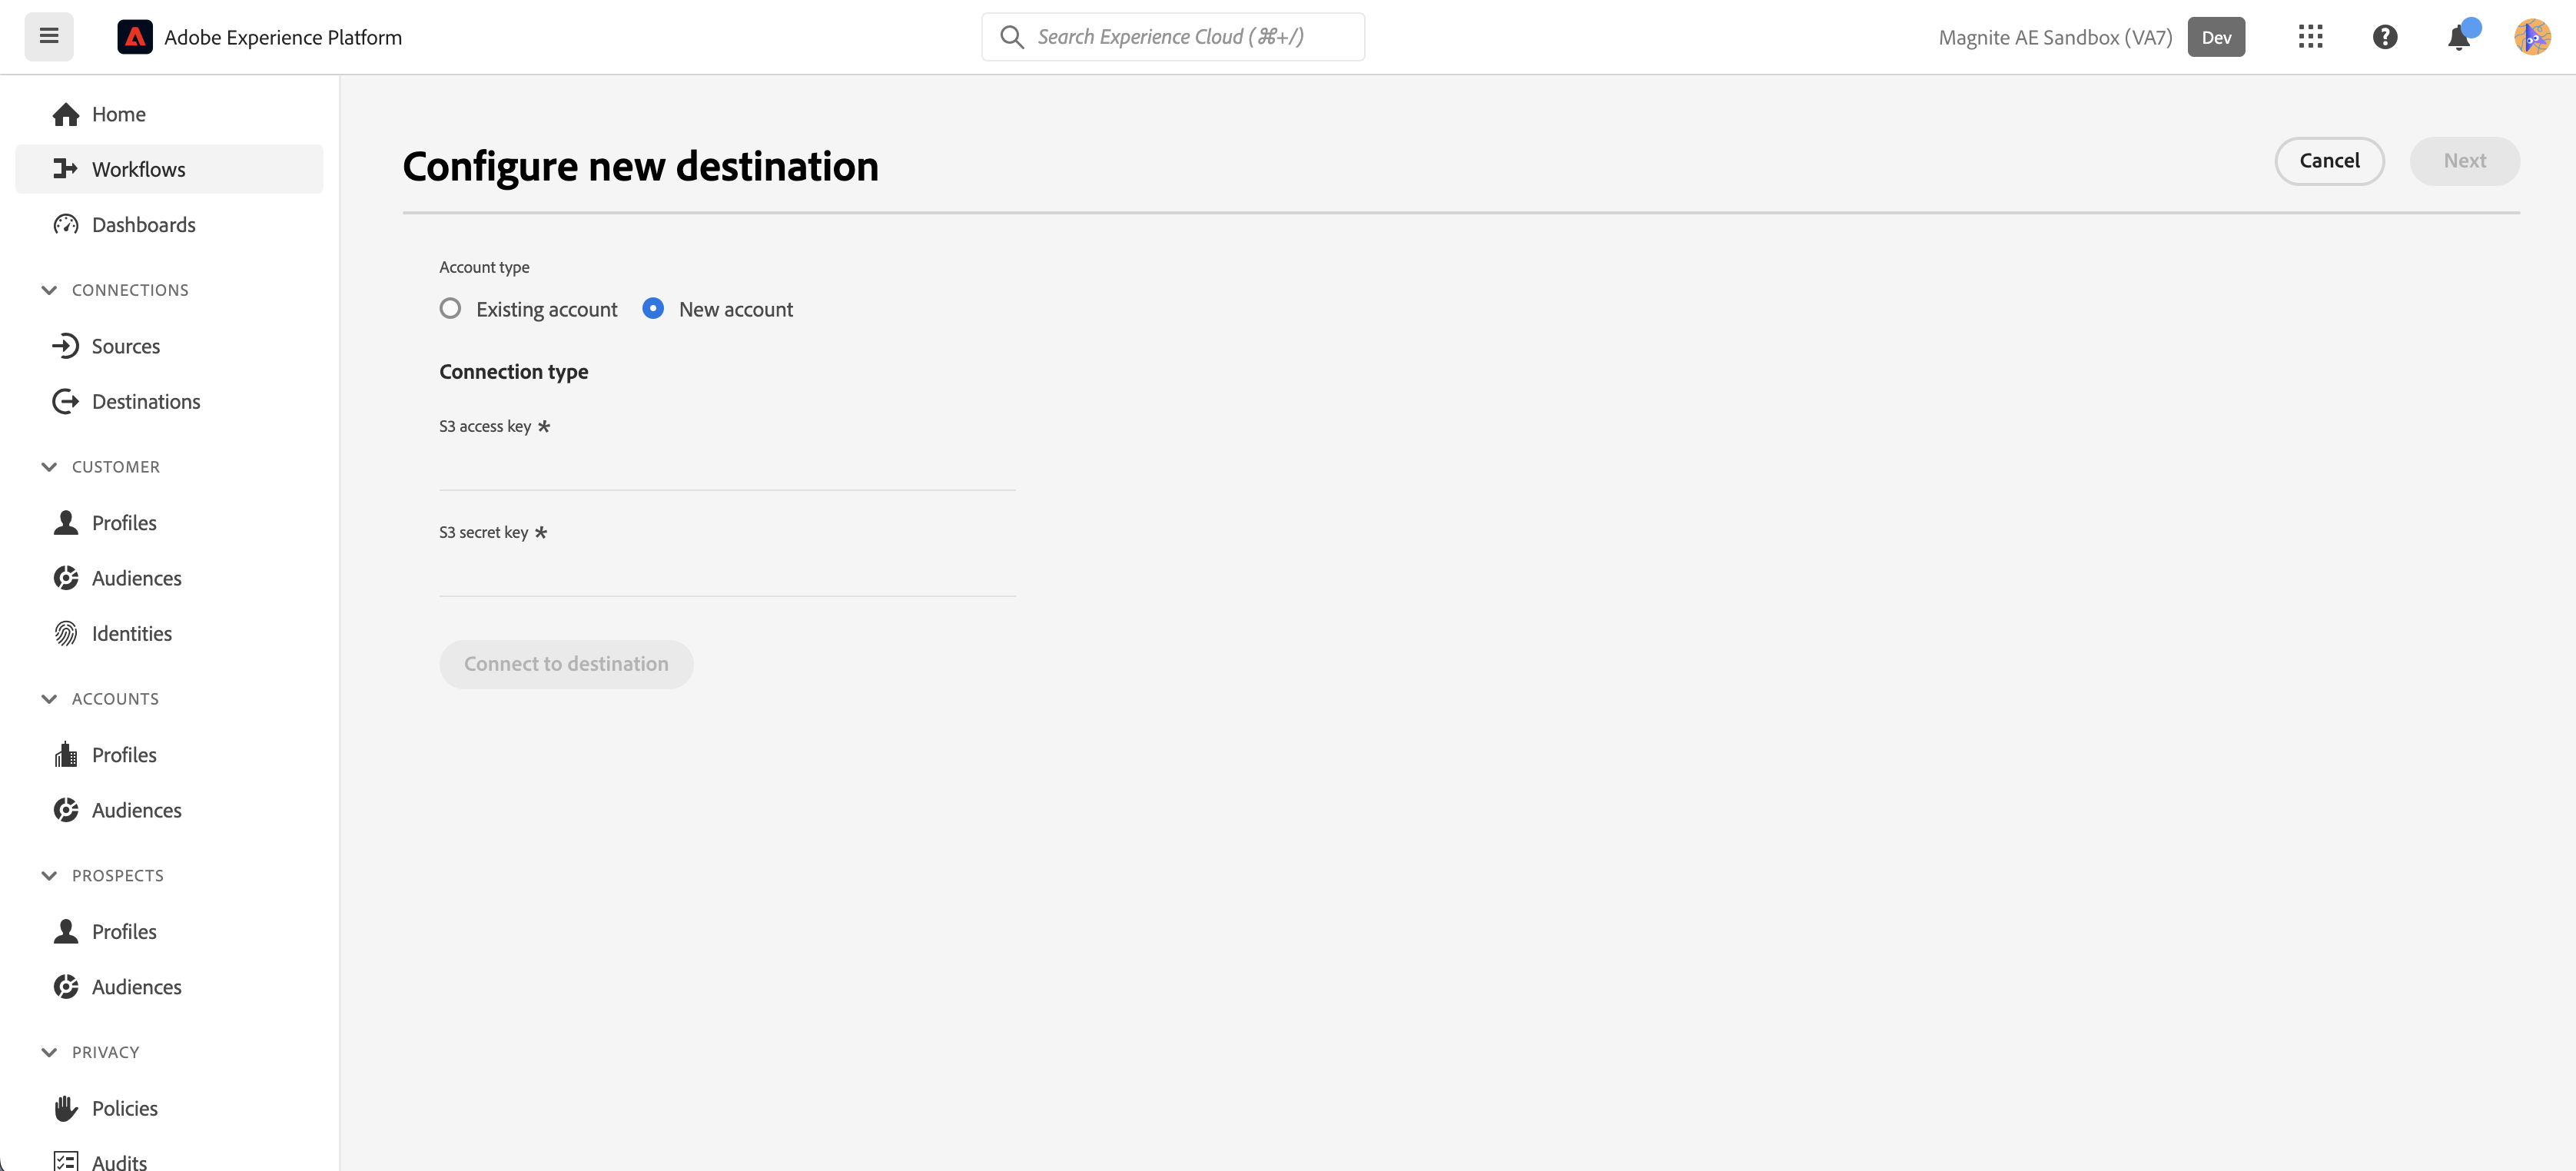 Adobe Experience Platform
Search Experience Cloud (⌘+/)
Magnite AE Sandbox (VA7)
Dev
Home
Workflows
Dashboards
CONNECTIONS
Sources
Destinations
CUSTOMER
Profiles
Audiences
Identities
ACCOUNTS
Profiles
Audiences
PROSPECTS
Profiles
Audiences
PRIVACY
Policies
Audits
Configure new destination
Cancel
Next
Account type
Existing account
New account
Connection type
S3 access key *
S3 secret key *
Connect to destination